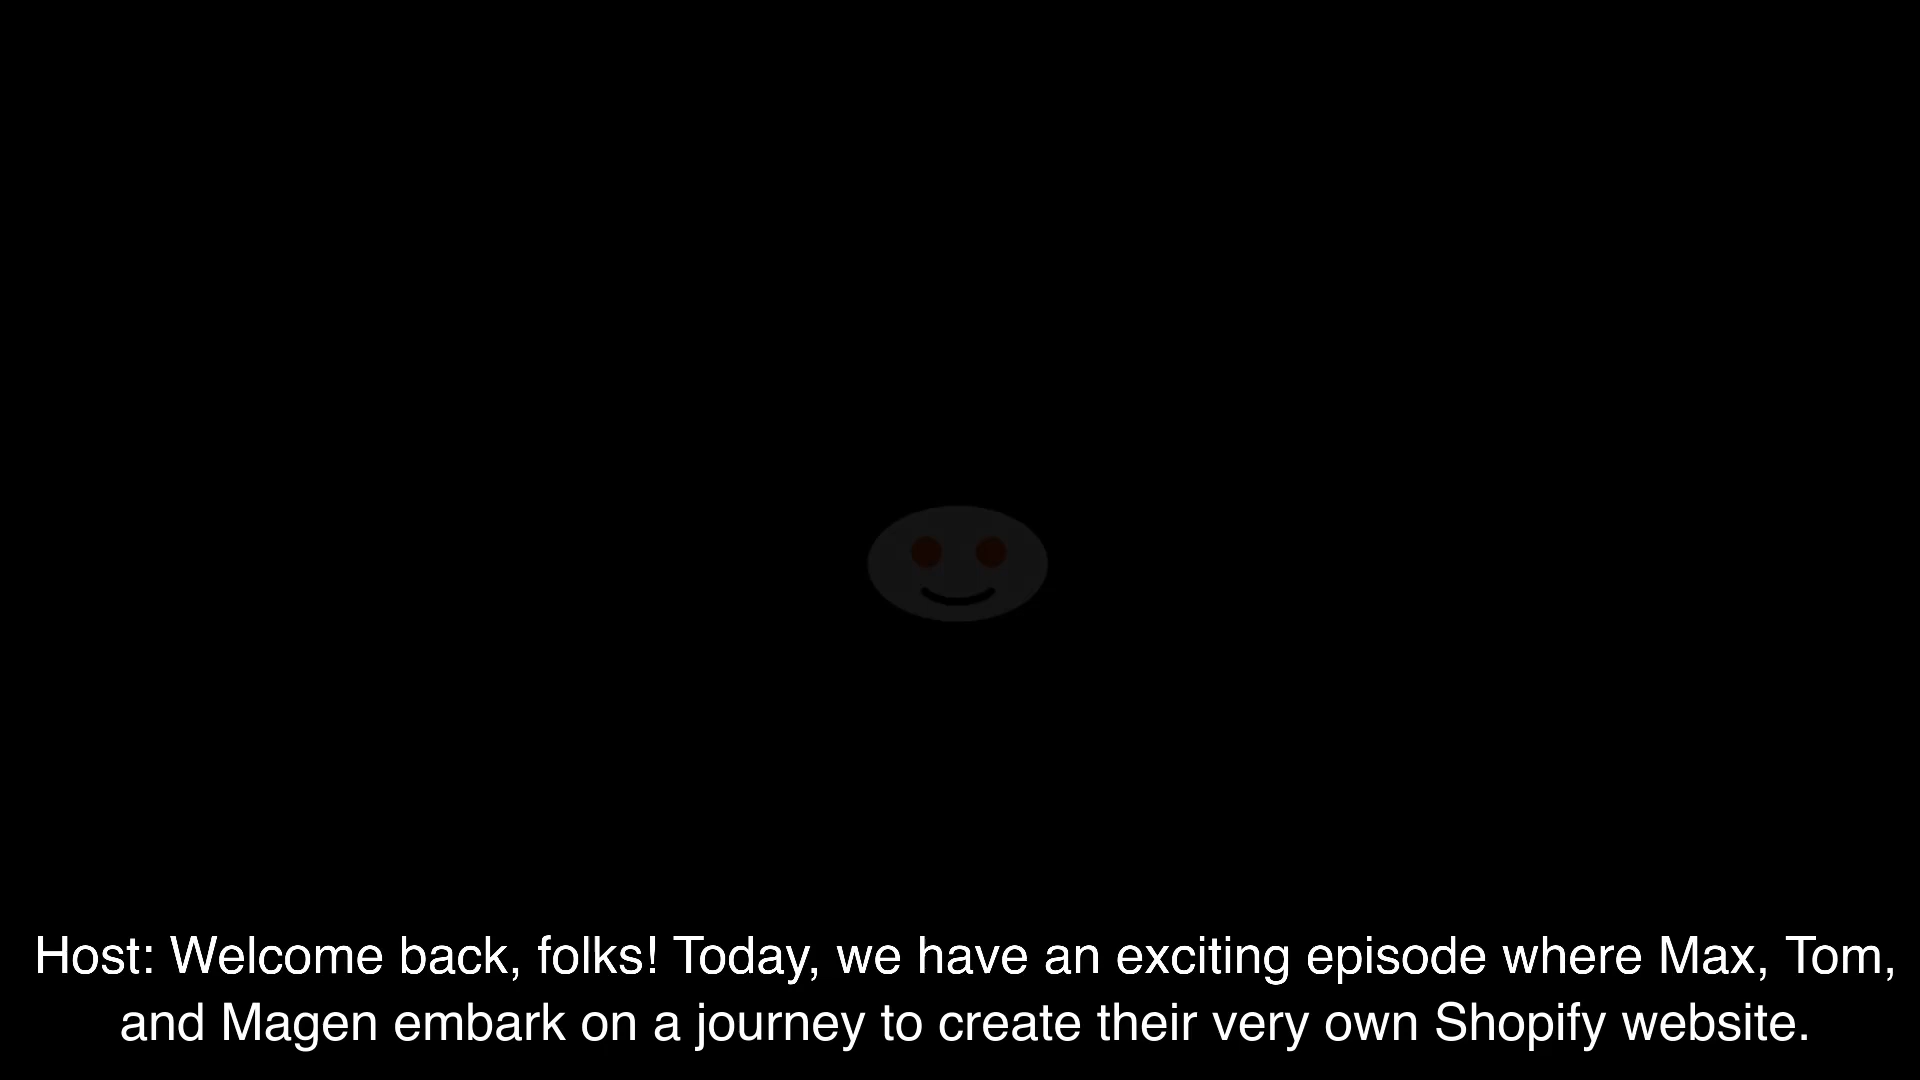 Host: Welcome back, folks! Today, we have an exciting episode where Max, Tom,
and Magen embark on a journey to create their very own Shopify website.